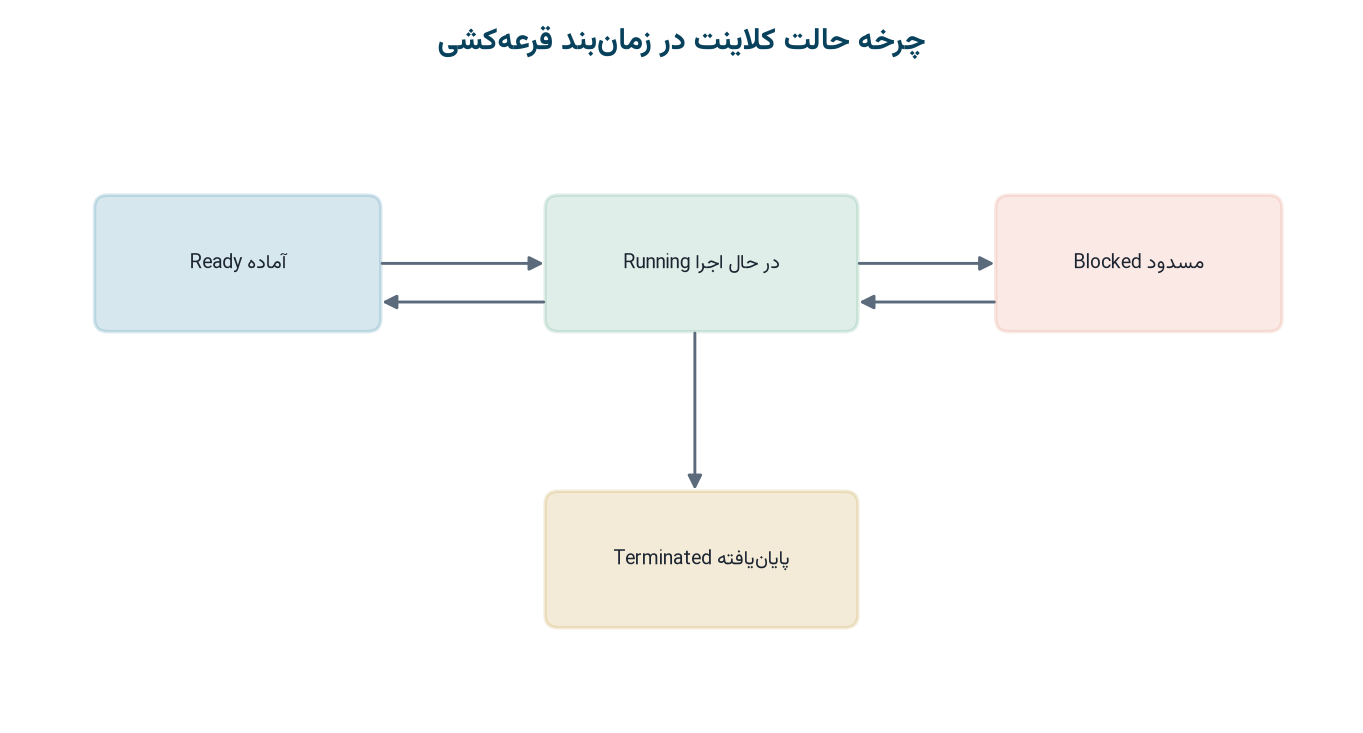 چرخه حالت کلاینت در زمان‌بند قرعه‌کشی
آماده Ready
در حال اجرا Running
مسدود Blocked
پایان‌یافته Terminated